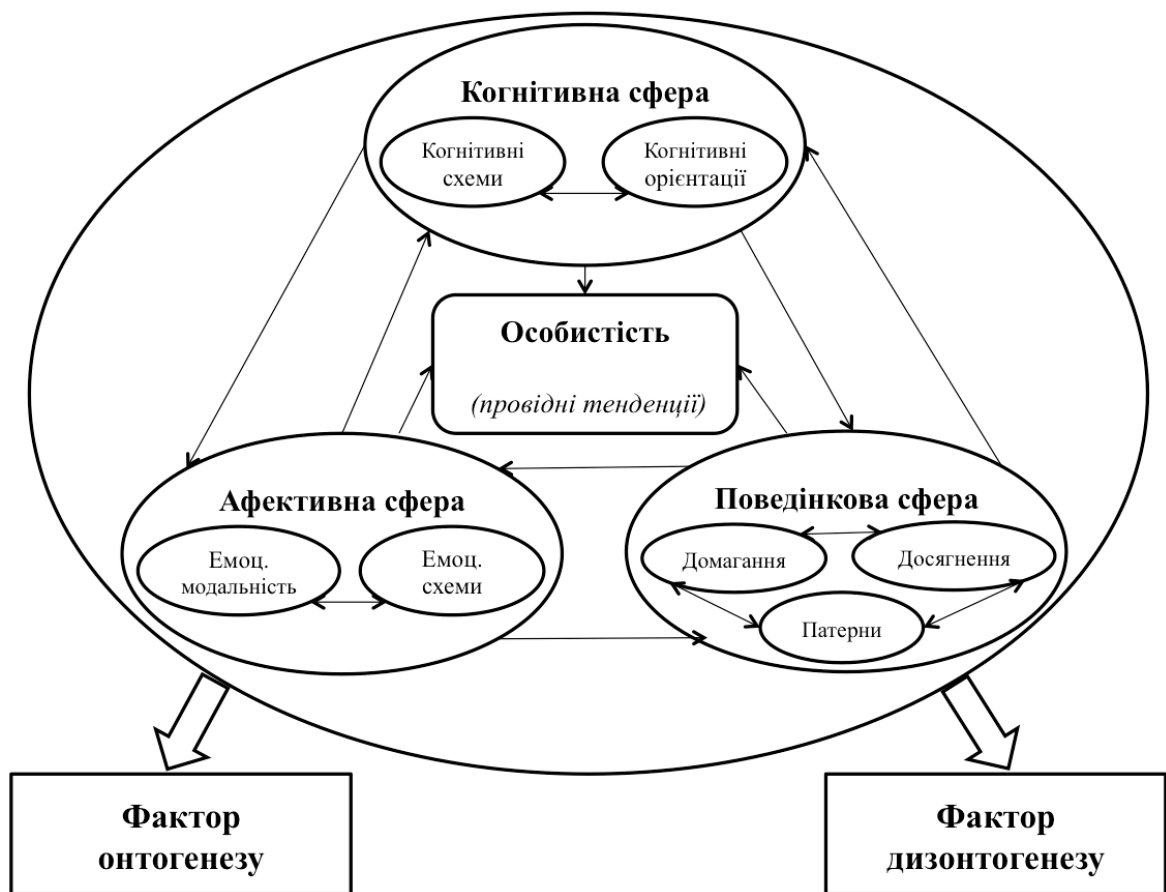 Когнітивна сфера
Когнітивні
схеми
Когнітивні
орієнтації
Особистість
(провідні тенденції)
Афективна сфера
Емоц.
модальність
Емоц.
схеми
Поведінкова сфера
Домагання
Досягнення
Патерни
Фактор
онтогенезу
Фактор
дизонтогенезу